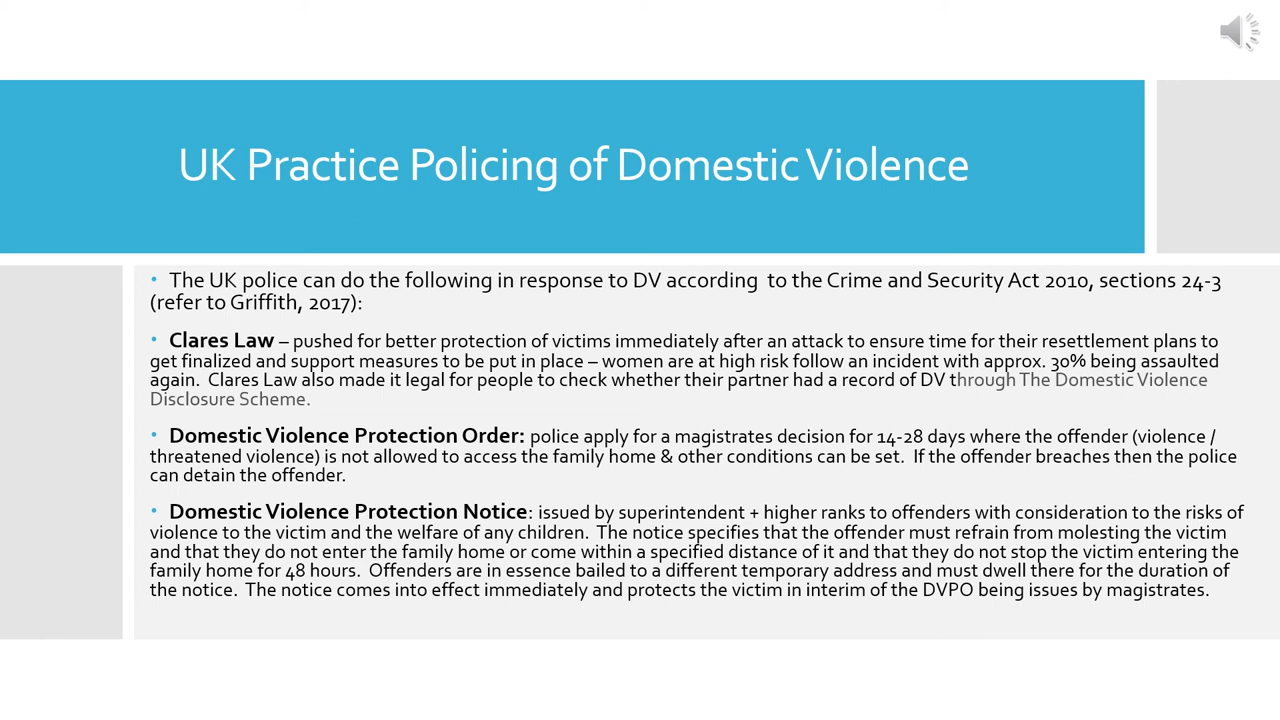 UK Practice Policing of Domestic Violence
• The UK police can do the following in response to DV according  to the Crime and Security Act 2010, sections 24-3
(refer to Griffith, 2017):
• Clares Law – pushed for better protection of victims immediately after an attack to ensure time for their resettlement plans to
get finalized and support measures to be put in place – women are at high risk follow an incident with approx. 30% being assaulted
again.  Clares Law also made it legal for people to check whether their partner had a record of DV through The Domestic Violence
Disclosure Scheme.
• Domestic Violence Protection Order: police apply for a magistrates decision for 14-28 days where the offender (violence /
threatened violence) is not allowed to access the family home & other conditions can be set.  If the offender breaches then the police
can detain the offender.
• Domestic Violence Protection Notice: issued by superintendent + higher ranks to offenders with consideration to the risks of
violence to the victim and the welfare of any children.  The notice specifies that the offender must refrain from molesting the victim
and that they do not enter the family home or come within a specified distance of it and that they do not stop the victim entering the
family home for 48 hours.  Offenders are in essence bailed to a different temporary address and must dwell there for the duration of
the notice.  The notice comes into effect immediately and protects the victim in interim of the DVPO being issues by magistrates.